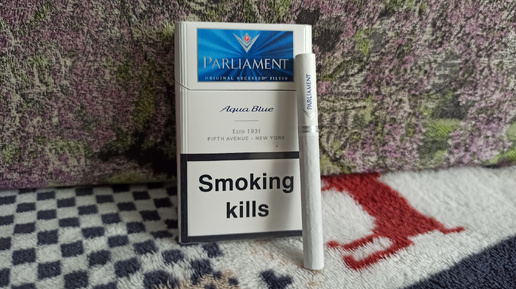 PARLIAMENT
ORIGINAL RECESSED FILTER
Aqua Blue
Estd 1931
FIFTH AVENUE - NEW YORK
Smoking
kills
PARLIAMENT